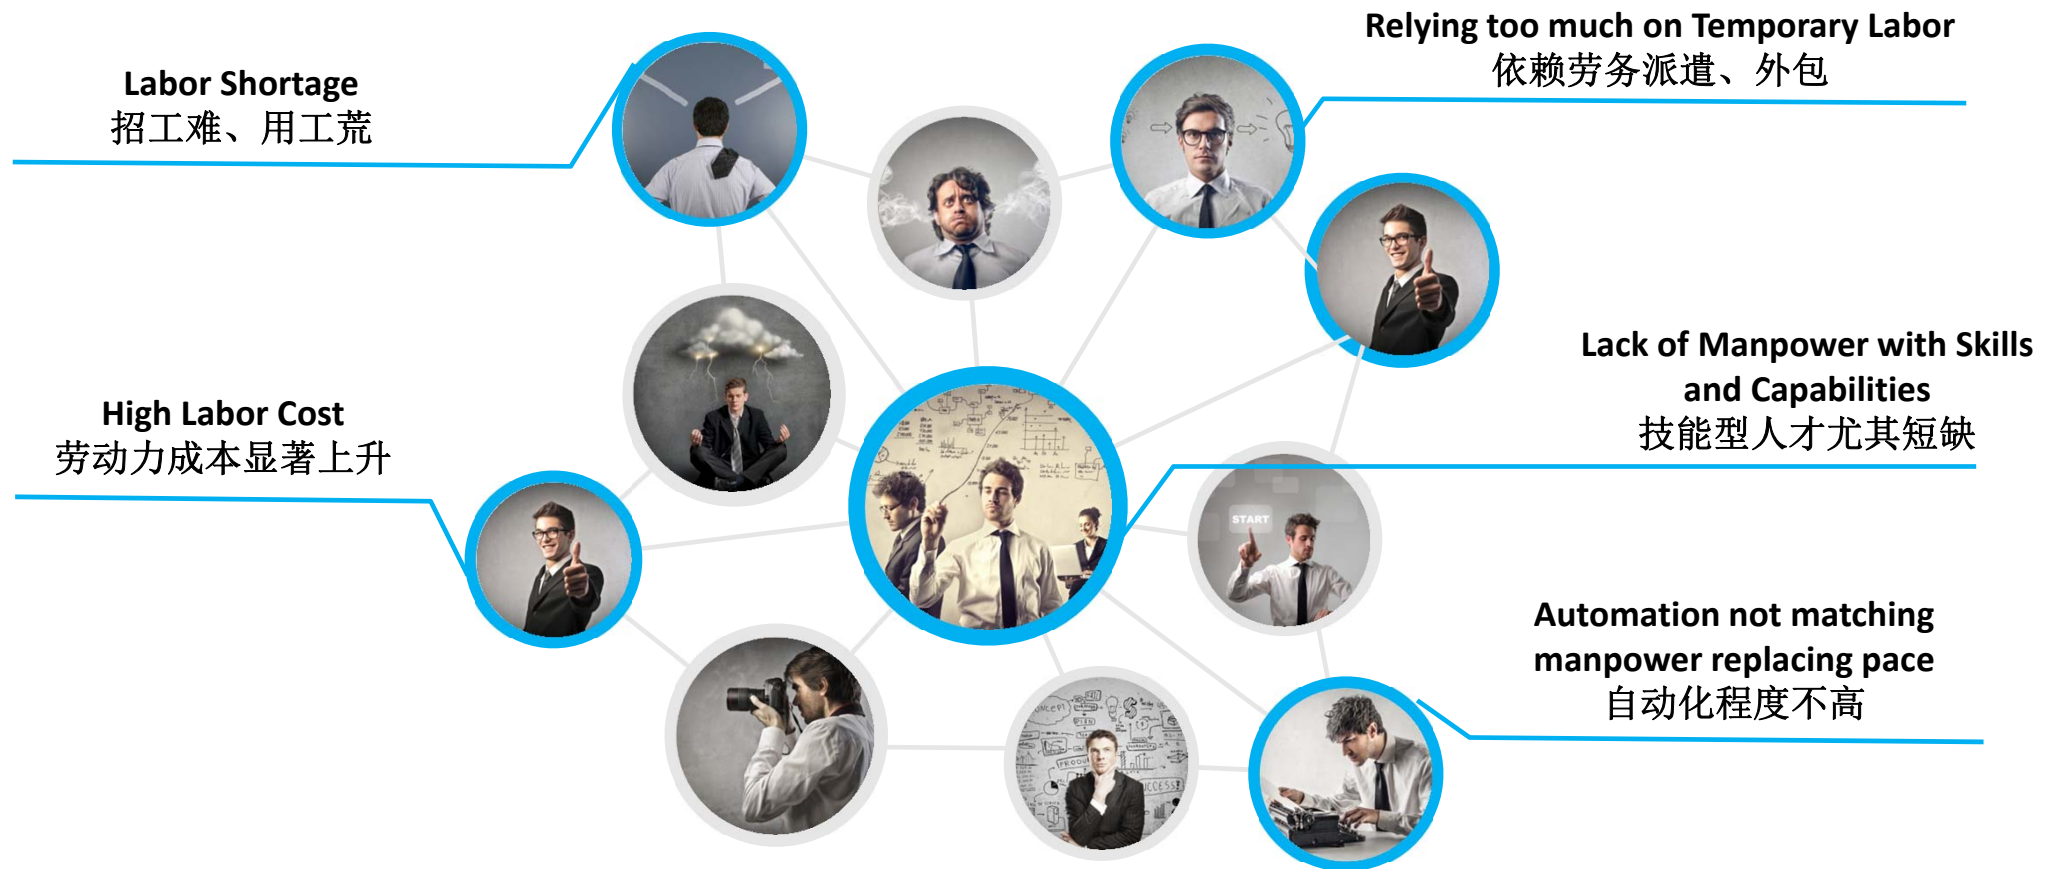 Labor Shortage
招工难、用工荒
Relying too much on Temporary Labor
依赖劳务派遣、外包
Lack of Manpower with Skills
and Capabilities
技能型人才尤其短缺
High Labor Cost
劳动力成本显著上升
START
Automation not matching
manpower replacing pace
自动化程度不高